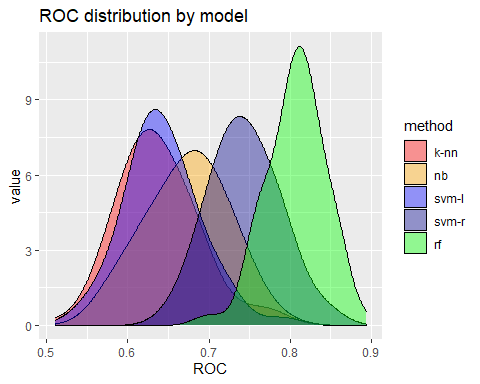 ROC distribution by model
value
9
6
3
0
0.5 0.6 0.7 0.8 0.9
ROC
method
k-nn
nb
svm-l
svm-r
rf